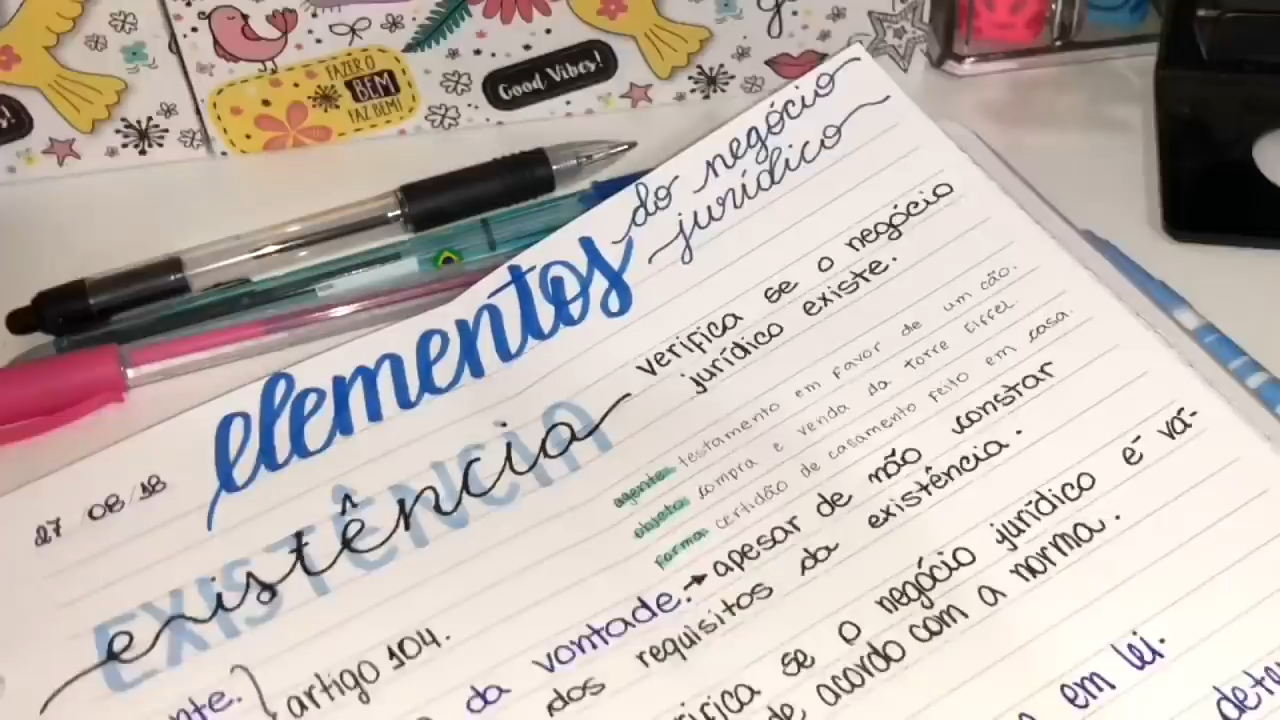 FAZER O
BEM
FAZ BEM!
Good Vibes!
elementos do negócio
jurídico
27/08/18
EXISTÊNCIA
existência
verifica se o negócio
jurídico existe.
agente: testamento em favor de um cão.
objeto: compra e venda da torre Eiffel.
forma: certidão de casamento feito em casa.
da vontade. → apesar de não constar
dos requisitos da existência.
artigo 104.
se o negócio jurídico é vá-
de acordo com a norma.
em lei.